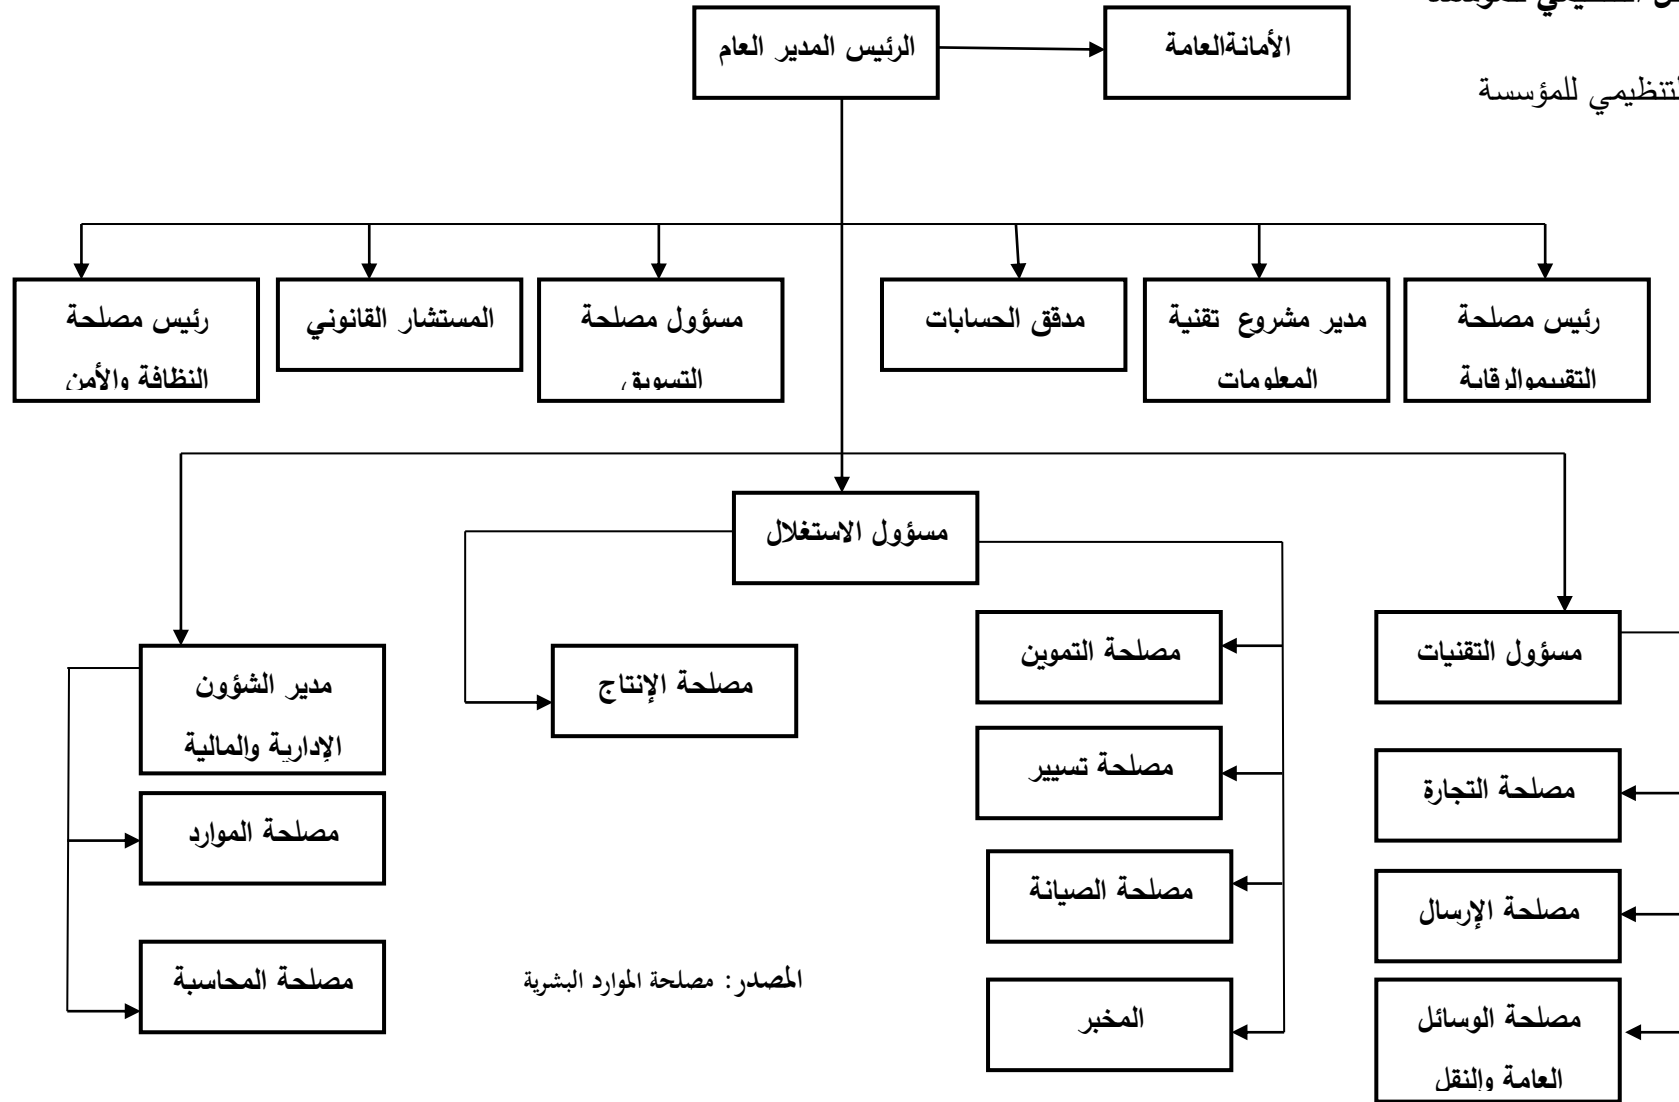 الأمانةالعامة
الرئيس المدير العام
التنظيمي للمؤسسة
رئيس مصلحة
التقييموالرقابة
مدير مشروع تقنية
المعلومات
مدقق الحسابات
مسؤول مصلحة
التسويق
المستشار القانوني
رئيس مصلحة
النظافة والأمن
مسؤول الاستغلال
مسؤول التقنيات
مصلحة التموين
مصلحة الإنتاج
مدير الشؤون
الإدارية والمالية
مصلحة التجارة
مصلحة تسيير
مصلحة الموارد
مصلحة الإرسال
مصلحة الصيانة
مصلحة المحاسبة
المصدر: مصلحة الموارد البشرية
مصلحة الوسائل
العامة والنقل
المخبر